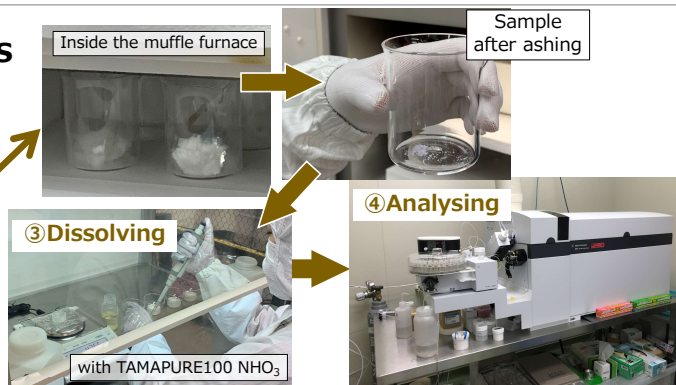 s
Inside the muffle furnace
Sample
after ashing
③Dissolving
④Analysing
with TAMAPURE100 NHO₃